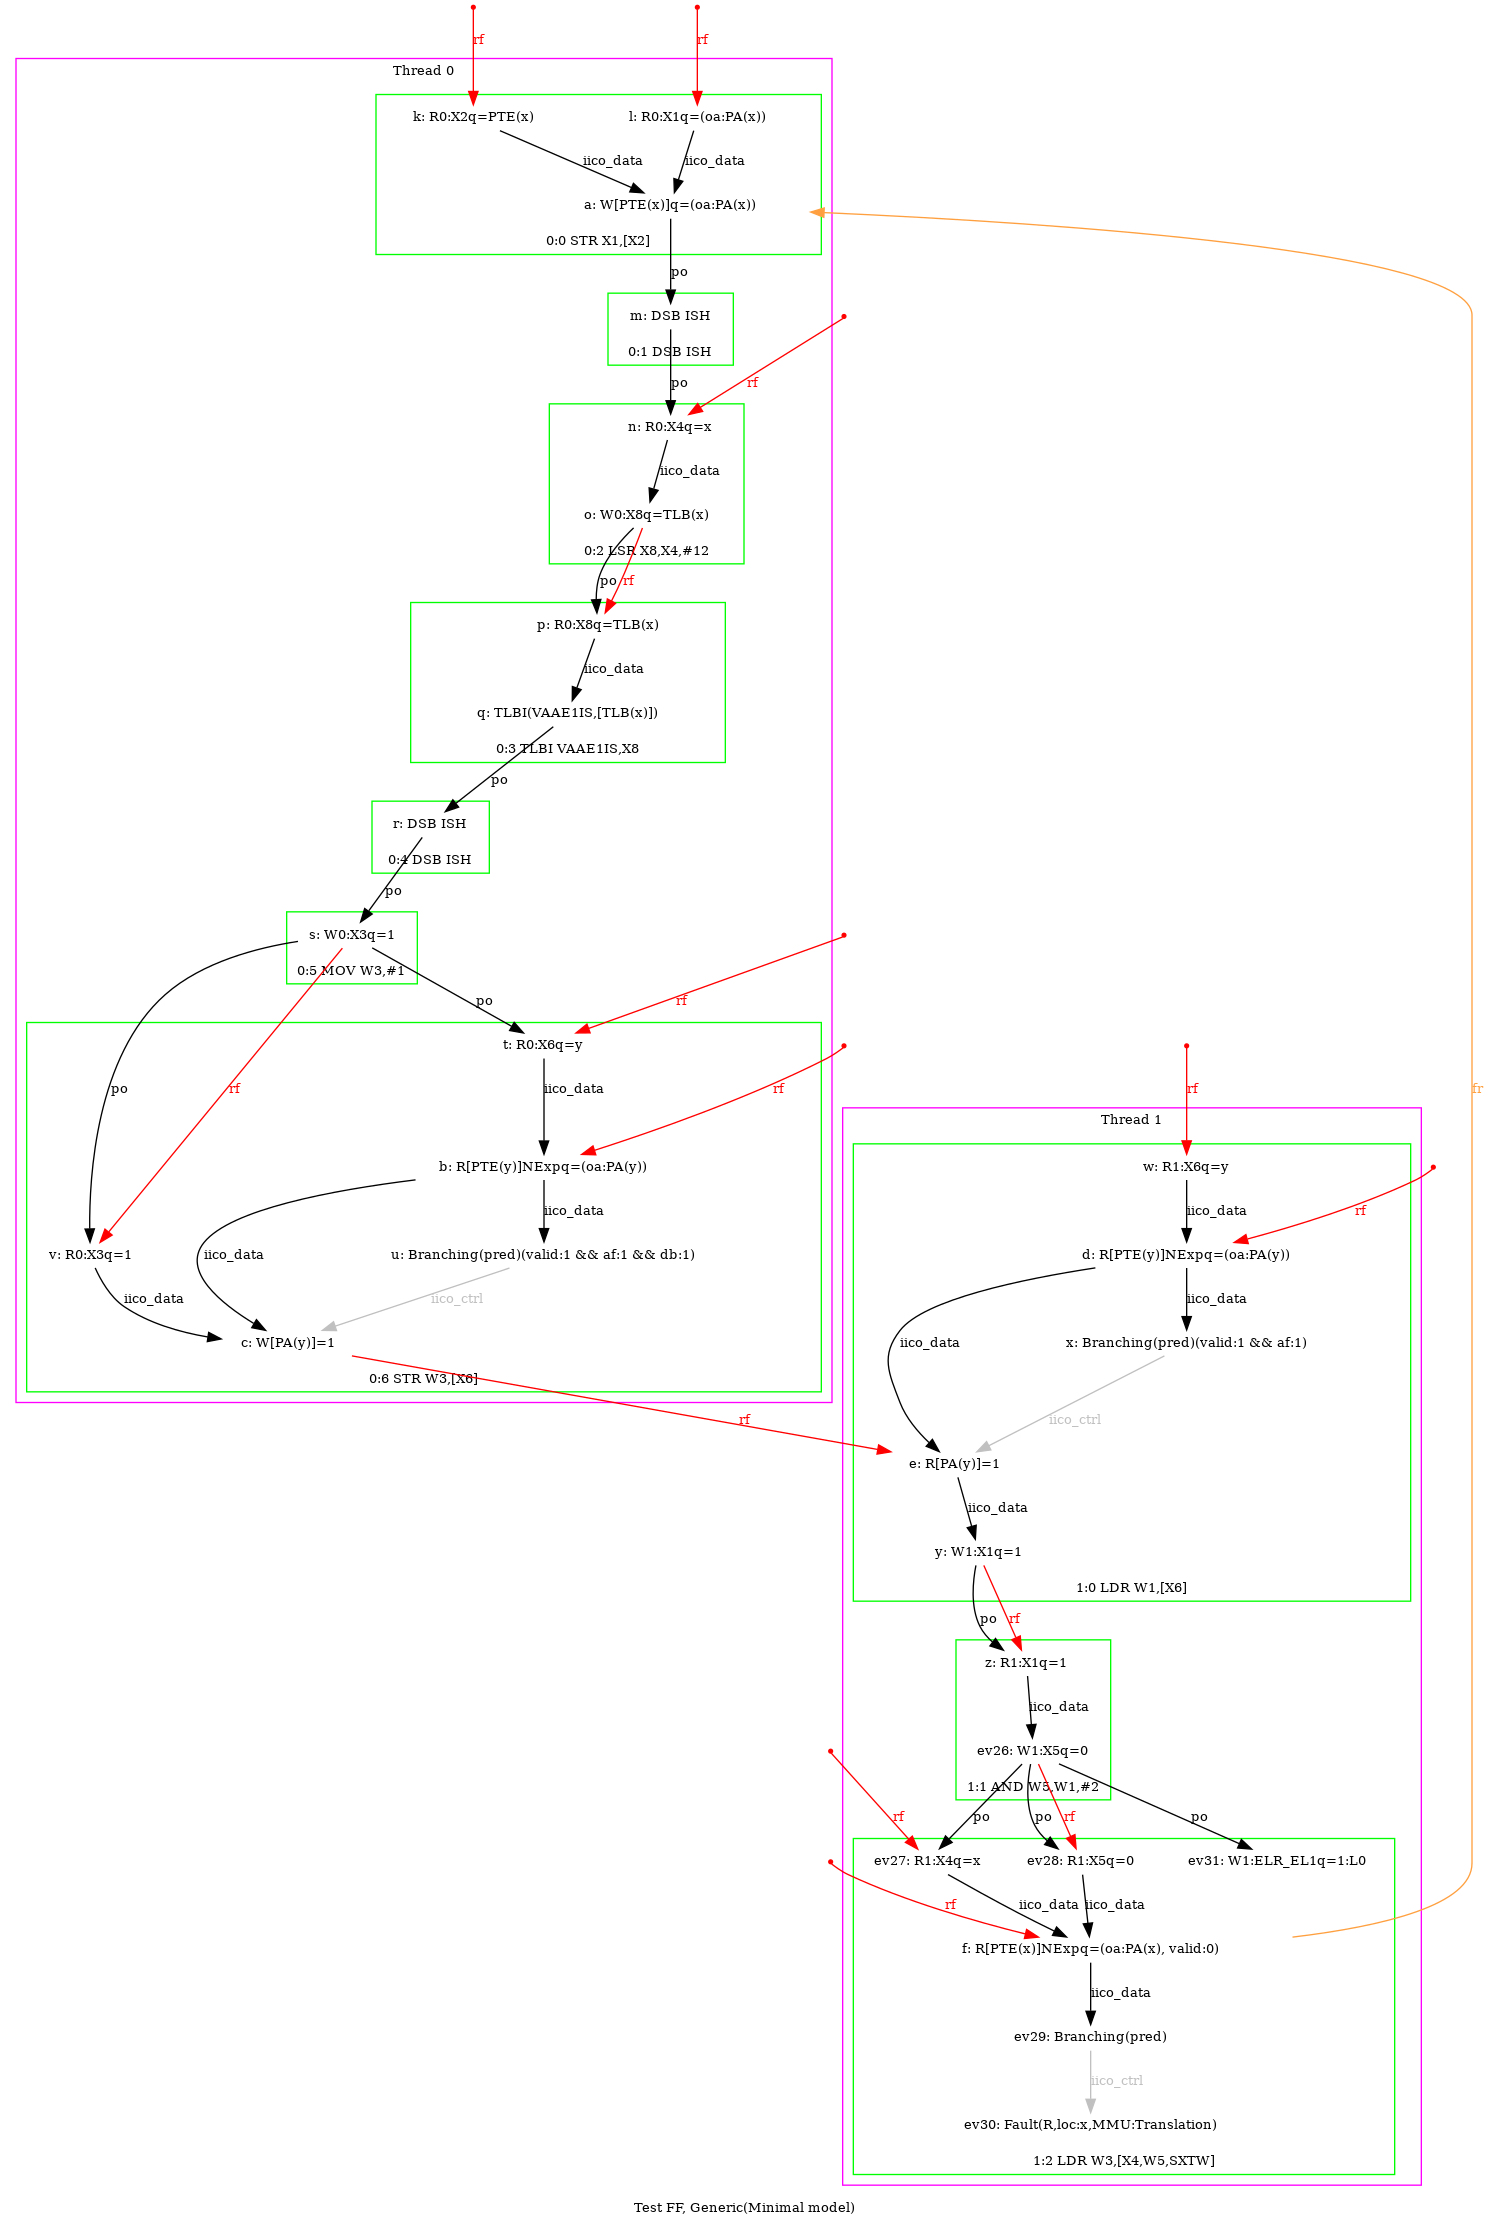 rf
rf
Thread 0
k: R0:X2q=PTE(x)
l: R0:X1q=(oa:PA(x))
iico_data
iico_data
a: W[PTE(x)]q=(oa:PA(x))
0:0 STR X1,[X2]
po
m: DSB ISH
0:1 DSB ISH
po
rf
n: R0:X4q=x
iico_data
o: W0:X8q=TLB(x)
0:2 LSR X8,X4,#12
po
rf
p: R0:X8q=TLB(x)
iico_data
q: TLBI(VAAE1IS,[TLB(x)])
0:3 TLBI VAAE1IS,X8
po
r: DSB ISH
0:4 DSB ISH
po
s: W0:X3q=1
0:5 MOV W3,#1
po
rf
t: R0:X6q=y
po
rf
iico_data
rf
rf
fr
Thread 1
b: R[PTE(y)]NExpq=(oa:PA(y))
w: R1:X6q=y
iico_data
iico_data
rf
v: R0:X3q=1
iico_data
u: Branching(pred)(valid:1 && af:1 && db:1)
d: R[PTE(y)]NExpq=(oa:PA(y))
iico_data
iico_ctrl
iico_data
c: W[PA(y)]=1
iico_data
x: Branching(pred)(valid:1 && af:1)
0:6 STR W3,[X6]
rf
iico_ctrl
e: R[PA(y)]=1
iico_data
y: W1:X1q=1
1:0 LDR W1,[X6]
po
rf
z: R1:X1q=1
iico_data
ev26: W1:X5q=0
1:1 AND W5,W1,#2
rf
po
po
rf
po
ev27: R1:X4q=x
ev28: R1:X5q=0
ev31: W1:ELR_EL1q=1:L0
rf
iico_data
iico_data
f: R[PTE(x)]NExpq=(oa:PA(x), valid:0)
iico_data
ev29: Branching(pred)
iico_ctrl
ev30: Fault(R,loc:x,MMU:Translation)
1:2 LDR W3,[X4,W5,SXTW]
Test FF, Generic(Minimal model)